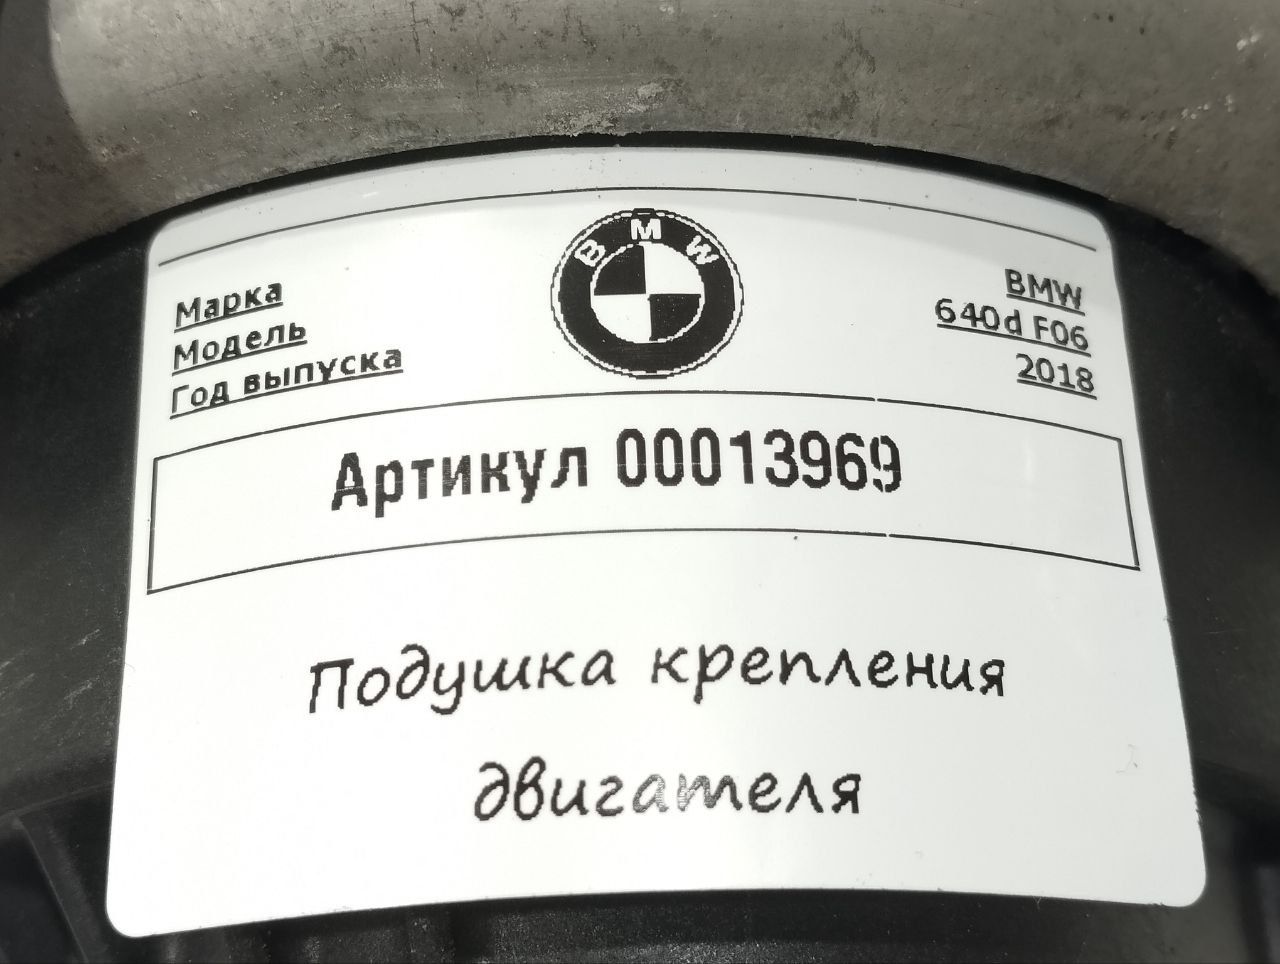 BMW
Марка BMW
Модель 640d F06
Год выпуска 2018
Артикул 00013969
Подушка крепления
двигателя